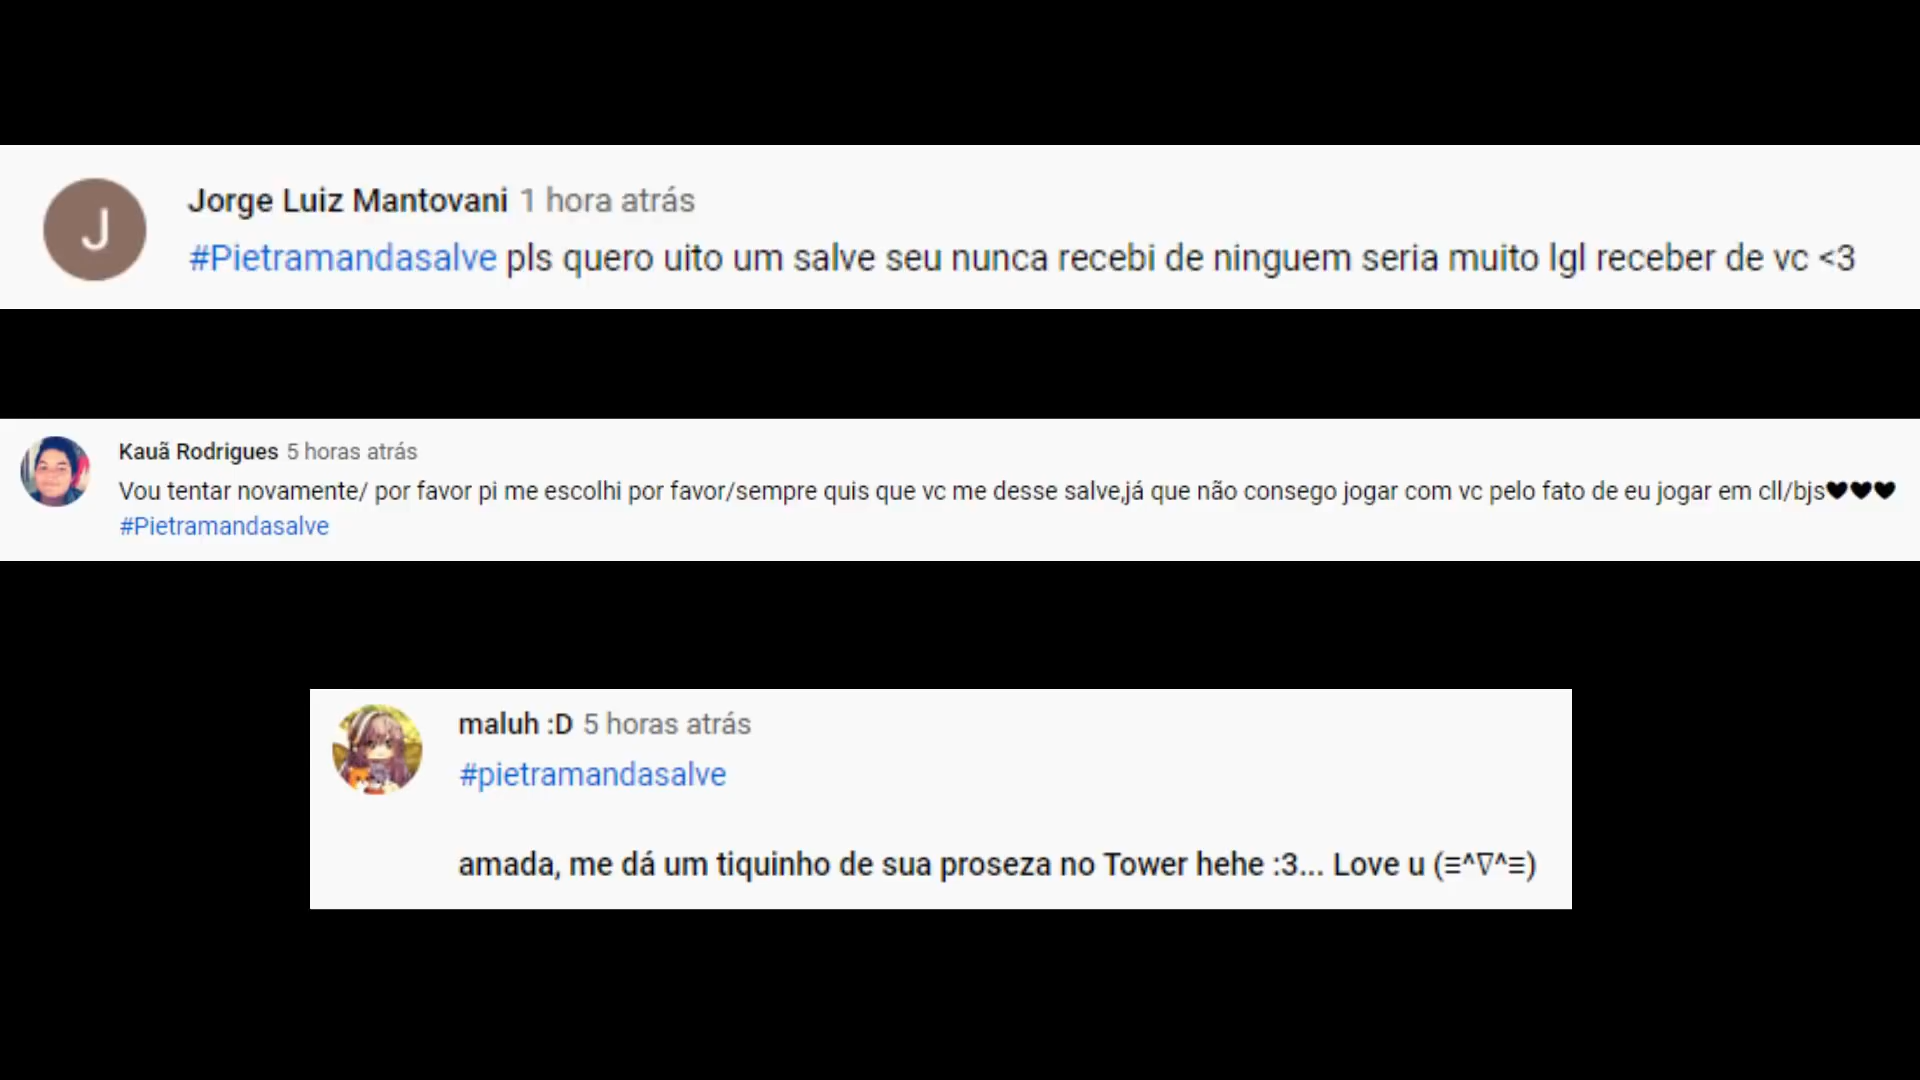 J
Jorge Luiz Mantovani 1 hora atrás
#Pietramandasalve pls quero uito um salve seu nunca recebi de ninguem seria muito lgl receber de vc <3
Kauã Rodrigues 5 horas atrás
Vou tentar novamente/ por favor pi me escolhi por favor/sempre quis que vc me desse salve,já que não consego jogar com vc pelo fato de eu jogar em cll/bjs🖤🖤🖤
#Pietramandasalve
maluh :D 5 horas atrás
#pietramandasalve
amada, me dá um tiquinho de sua proseza no Tower hehe :3... Love u (≡^∇^≡)